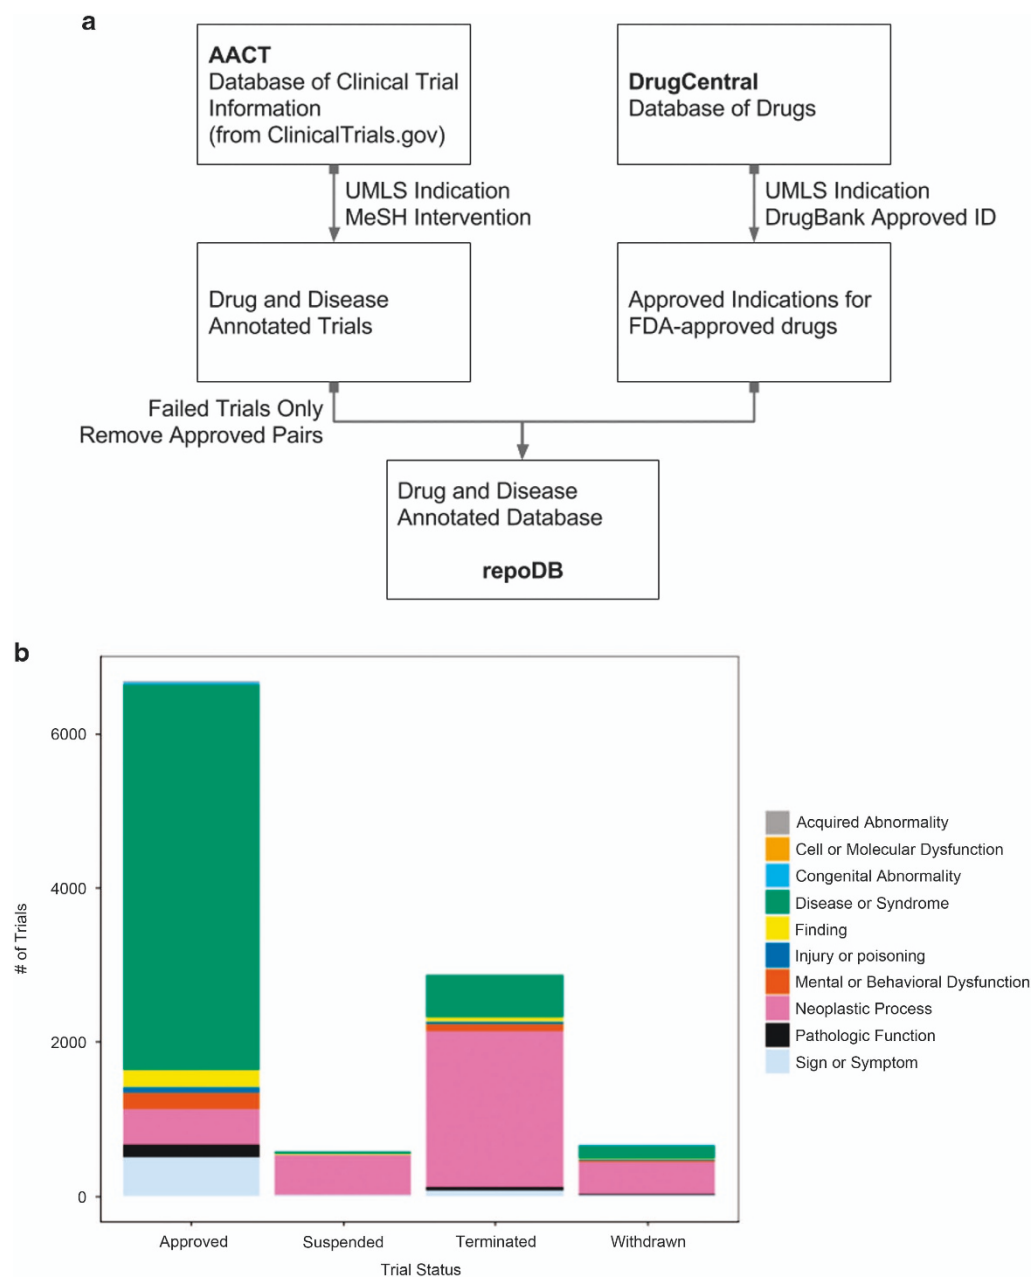 a
AACT
Database of Clinical Trial
Information
(from ClinicalTrials.gov)
DrugCentral
Database of Drugs
UMLS Indication
MeSH Intervention
UMLS Indication
DrugBank Approved ID
Drug and Disease
Annotated Trials
Approved Indications for
FDA-approved drugs
Failed Trials Only
Remove Approved Pairs
Drug and Disease
Annotated Database
repoDB
b
6000
4000
2000
0
# of Trials
Approved
Suspended
Terminated
Withdrawn
Trial Status
Acquired Abnormality
Cell or Molecular Dysfunction
Congenital Abnormality
Disease or Syndrome
Finding
Injury or poisoning
Mental or Behavioral Dysfunction
Neoplastic Process
Pathologic Function
Sign or Symptom